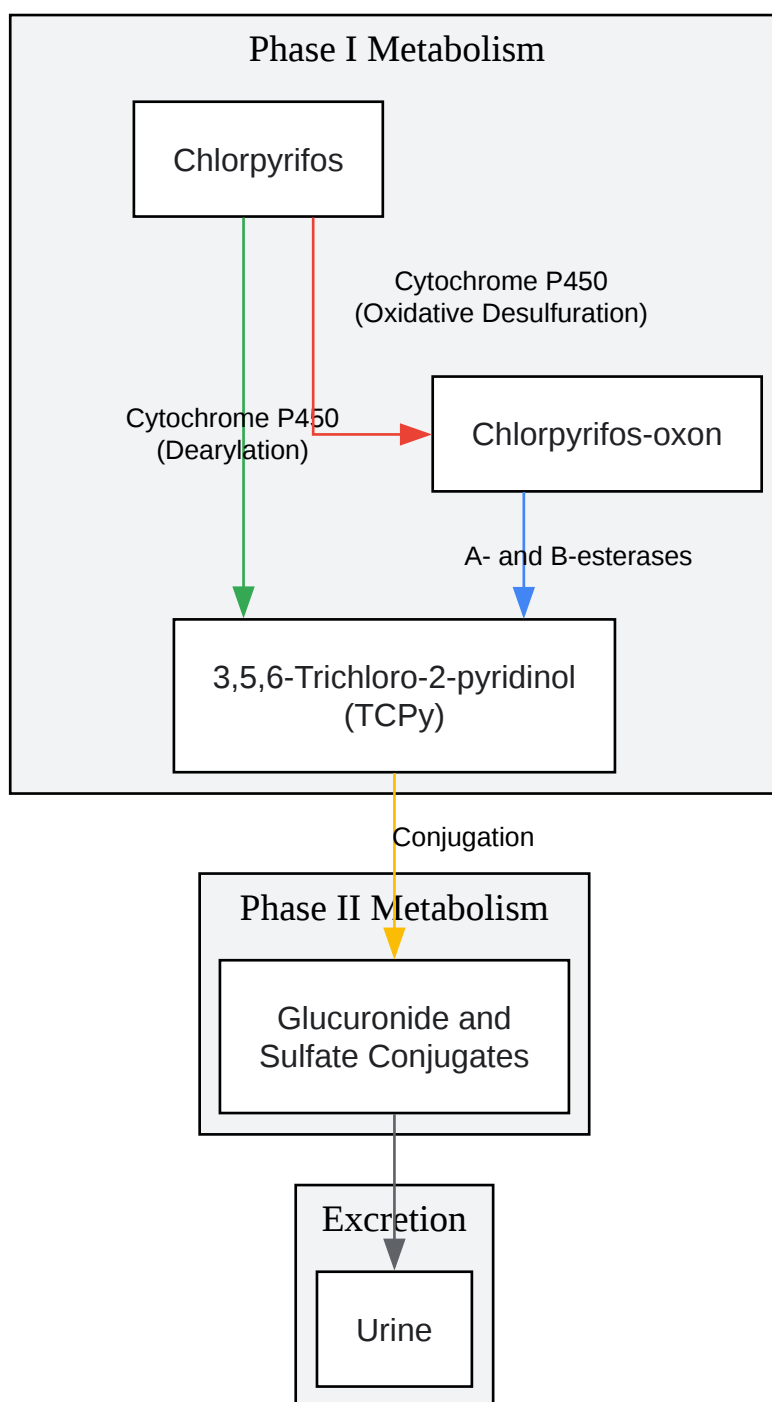 Phase I Metabolism
Chlorpyrifos
Cytochrome P450
(Oxidative Desulfuration)
Cytochrome P450
(Dearylation)
Chlorpyrifos-oxon
A- and B-esterases
3,5,6-Trichloro-2-pyridinol
(TCPy)
Conjugation
Phase II Metabolism
Glucuronide and
Sulfate Conjugates
Excretion
Urine